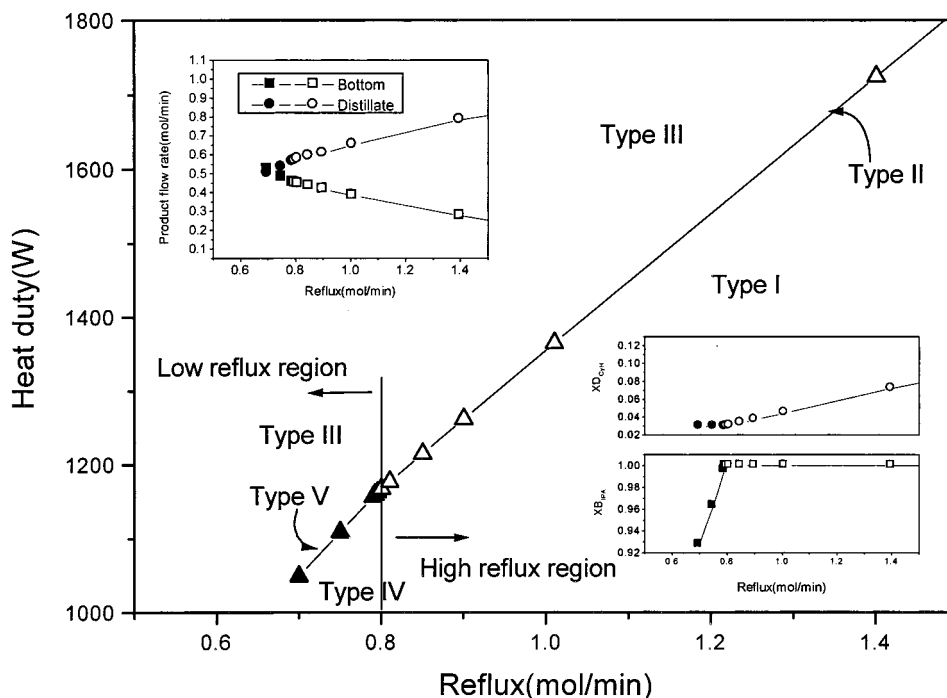 1800
1600
1400
1200
1000
Heat duty(W)
0.6
0.8
1.0
1.2
1.4
Reflux(mol/min)
1.1
1.0
0.9
0.8
0.7
0.6
0.5
0.4
0.3
0.2
0.1
Product flow rate(mol/min)
Bottom
Distillate
0.6
0.8
1.0
1.2
1.4
Reflux(mol/min)
Type III
Type II
Type I
Low reflux region
Type III
Type V
Type IV
High reflux region
0.12
0.10
0.08
0.06
0.04
0.02
XD CyH
1.00
0.98
0.96
0.94
0.92
XB IPA
0.6
0.8
1.0
1.2
1.4
Reflux(mol/min)